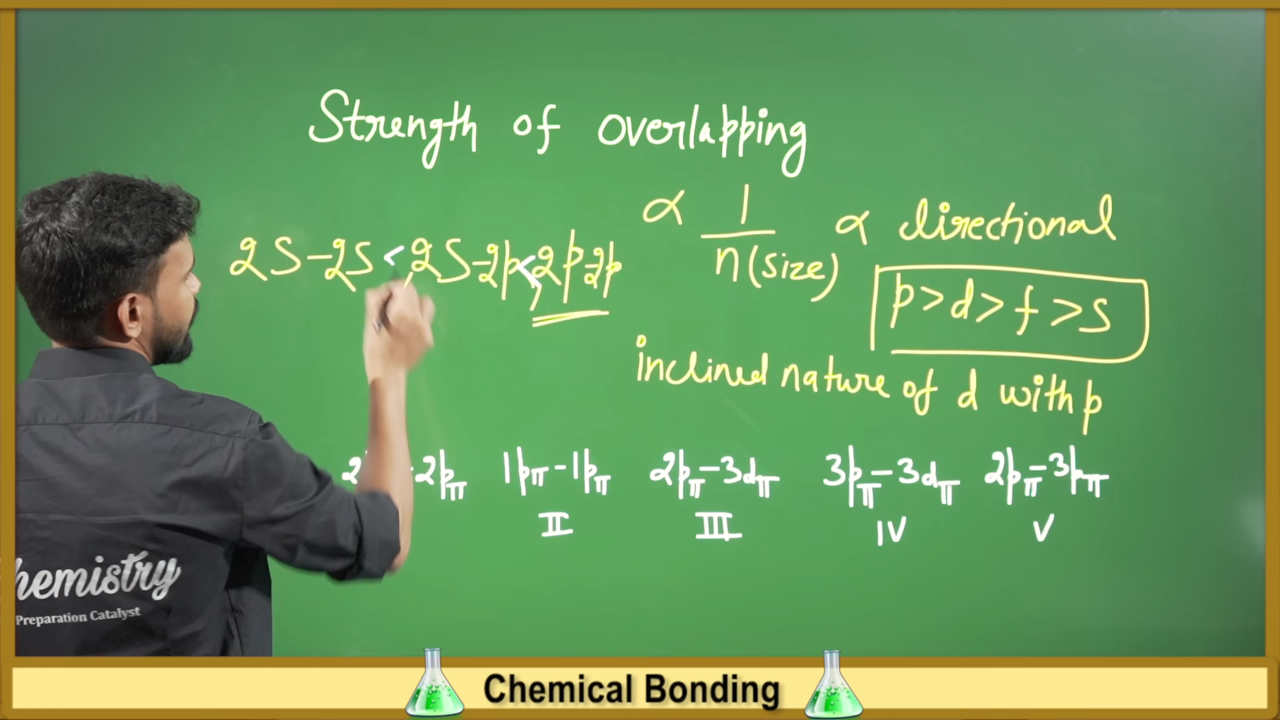 Strength of overlapping
∝ 1/n(size) ∝ directional
2S-2S < 2S-2p < 2p-2p
p>d>f>s
inclined nature of d with p
2pπ 1pπ-1pπ 2pπ-3dπ 3pπ-3dπ 2pπ-3pπ
II III IV V
hemistry
Preparation Catalyst
Chemical Bonding